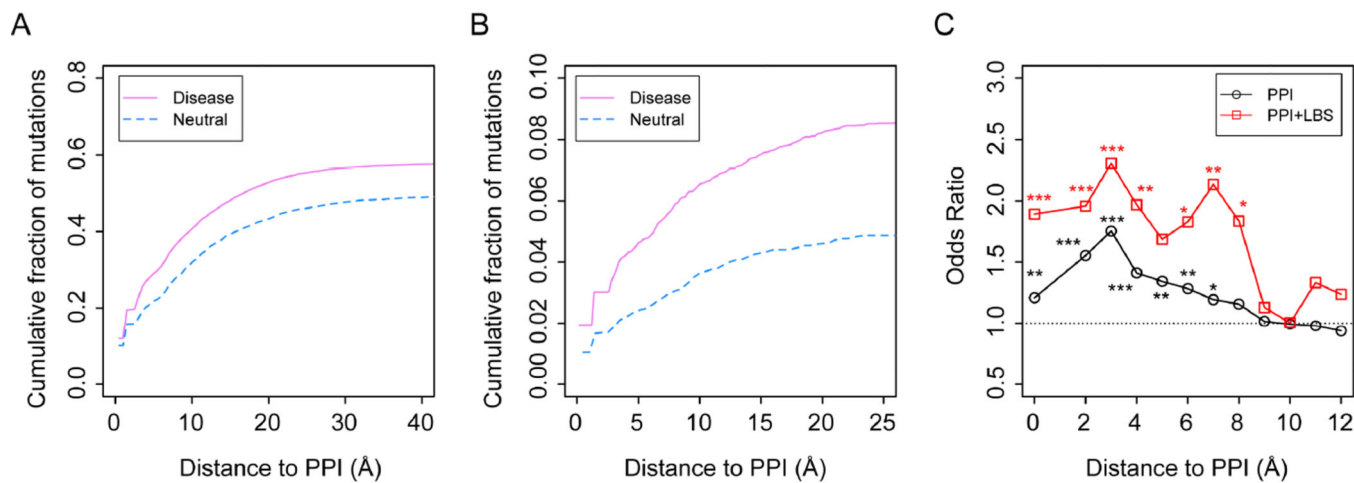 A
Cumulative fraction of mutations
0.8
0.6
0.4
0.2
0.0
Disease
Neutral
0 10 20 30 40
Distance to PPI (Å)
B
Cumulative fraction of mutations
0.10
0.08
0.06
0.04
0.02
0.00
Disease
Neutral
0 5 10 15 20 25
Distance to PPI (Å)
C
Odds Ratio
3.0
2.5
2.0
1.5
1.0
0.5
PPI
PPI+LBS
***
***
***
**
*
**
*
**
***
***
***
**
**
*
0 2 4 6 8 10 12
Distance to PPI (Å)